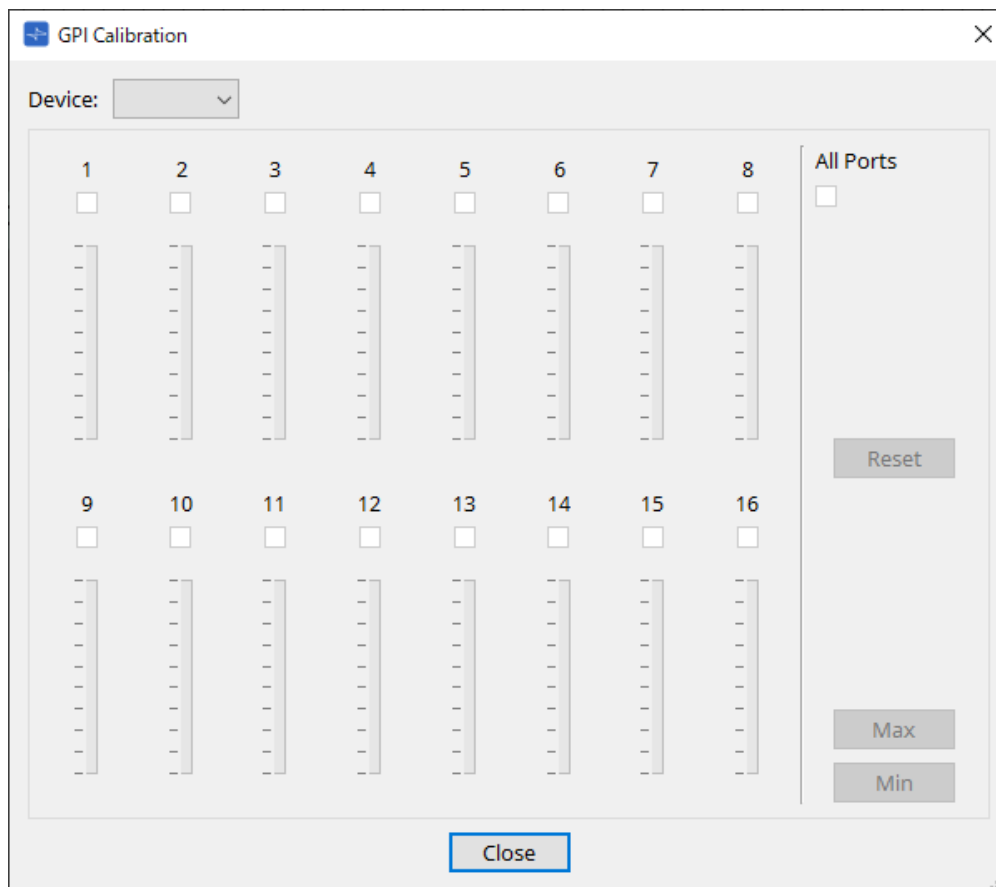 GPI Calibration
Device:
1 2 3 4 5 6 7 8 All Ports
Reset
9 10 11 12 13 14 15 16
Max
Min
Close